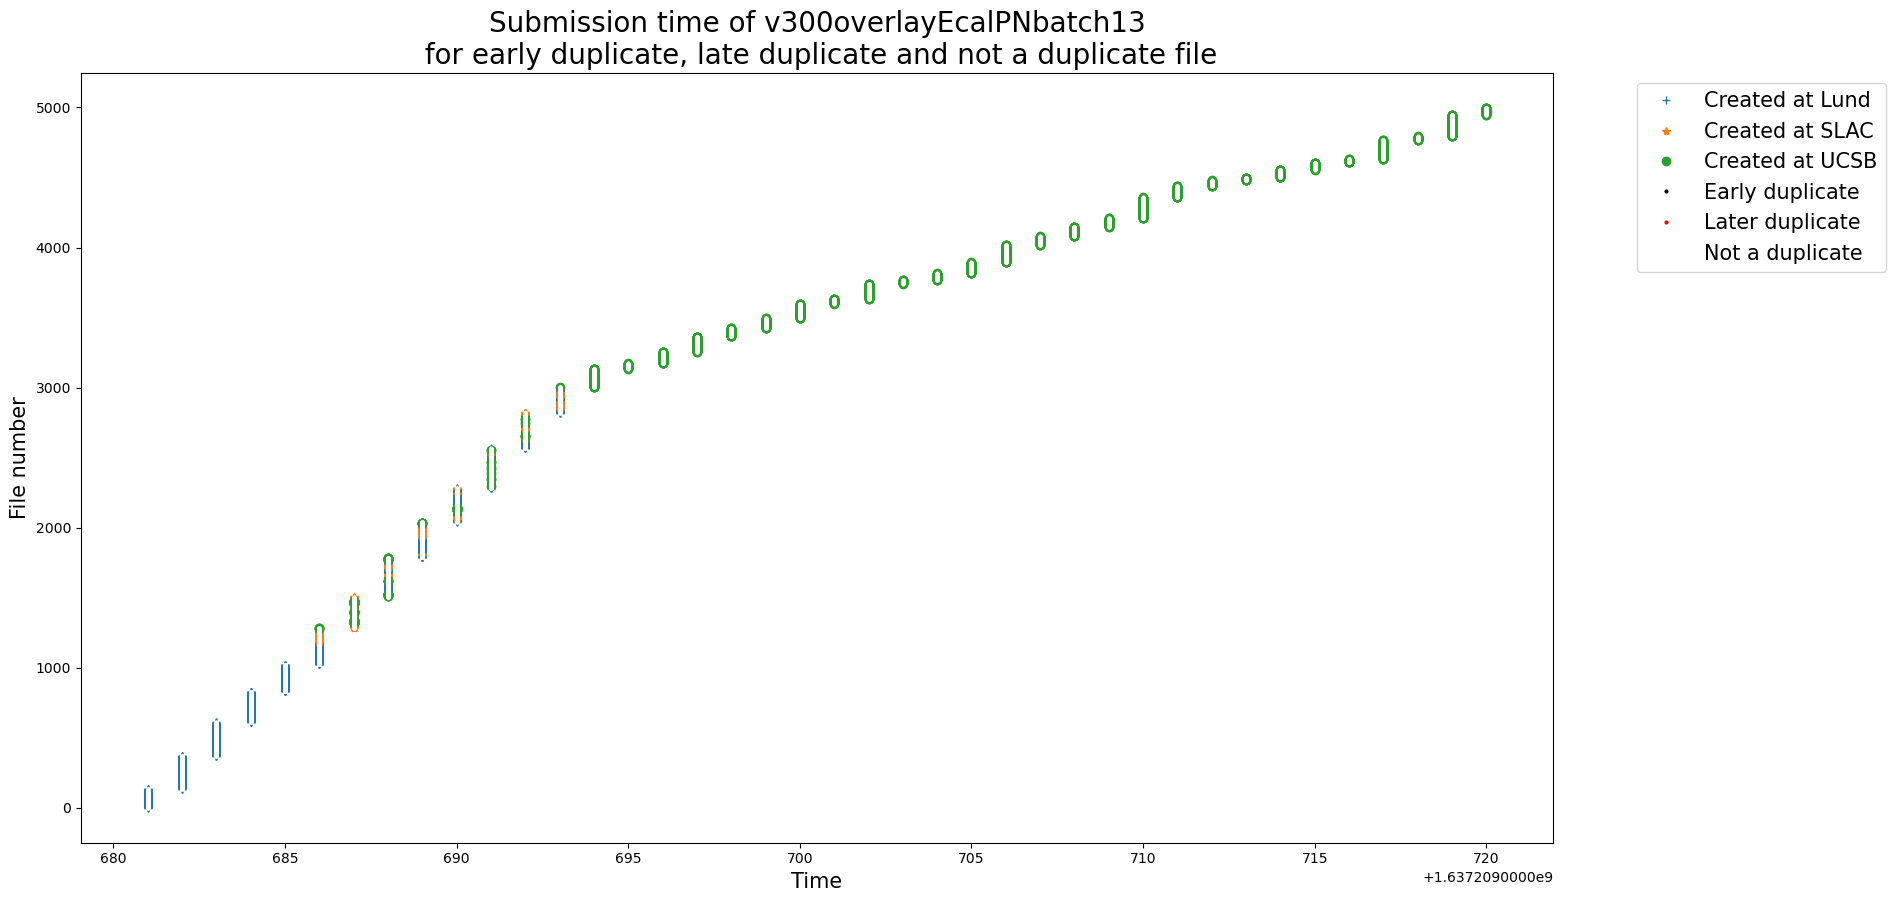 Submission time of v300overlayEcalPNbatch13
for early duplicate, late duplicate and not a duplicate file
File number
5000
4000
3000
2000
1000
0
680
685
690
695
700
705
710
715
720
Time
+1.6372090000e9
Created at Lund
Created at SLAC
Created at UCSB
Early duplicate
Later duplicate
Not a duplicate